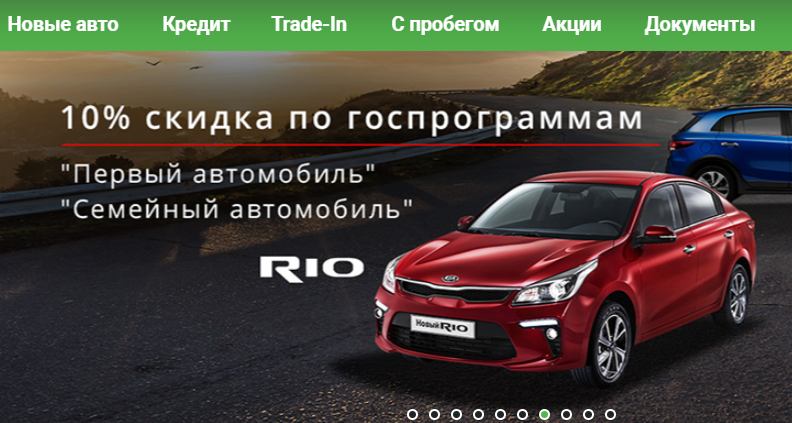 Новые авто Кредит Trade-In С пробегом Акции Документы
10% скидка по госпрограммам
"Первый автомобиль"
"Семейный автомобиль"
RIO
Новый RIO